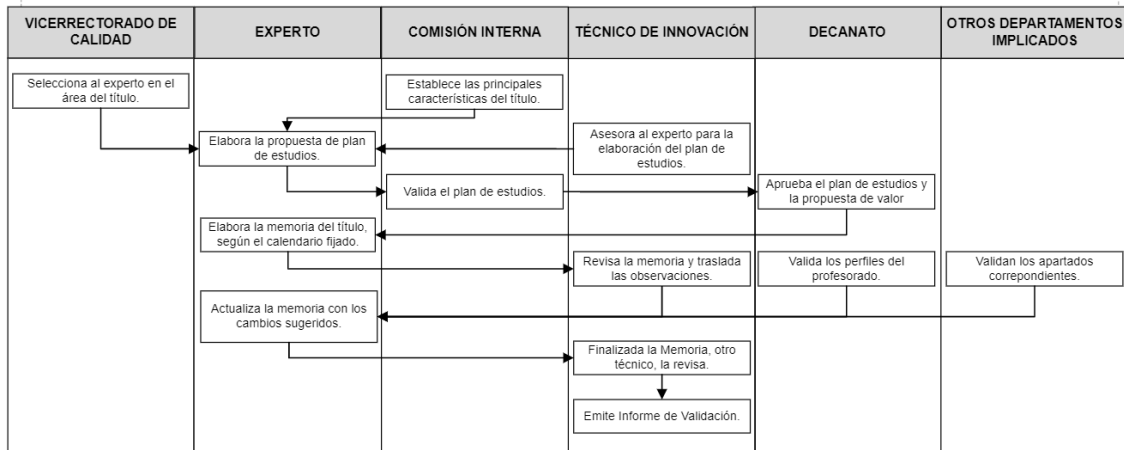 VICERRECTORADO DE
CALIDAD
EXPERTO
COMISIÓN INTERNA
TÉCNICO DE INNOVACIÓN
DECANATO
OTROS DEPARTAMENTOS
IMPLICADOS
Selecciona al experto en el
área del título.
Establece las principales
características del título.
Elabora la propuesta de plan
de estudios.
Asesora al experto para la
elaboración del plan de
estudios.
Valida el plan de estudios.
Aprueba el plan de estudios y
la propuesta de valor
Elabora la memoria del título,
según el calendario fijado.
Revisa la memoria y traslada
las observaciones.
Valida los perfiles del
profesorado.
Validan los apartados
correpondientes.
Actualiza la memoria con los
cambios sugeridos.
Finalizada la Memoria, otro
técnico, la revisa.
Emite Informe de Validación.